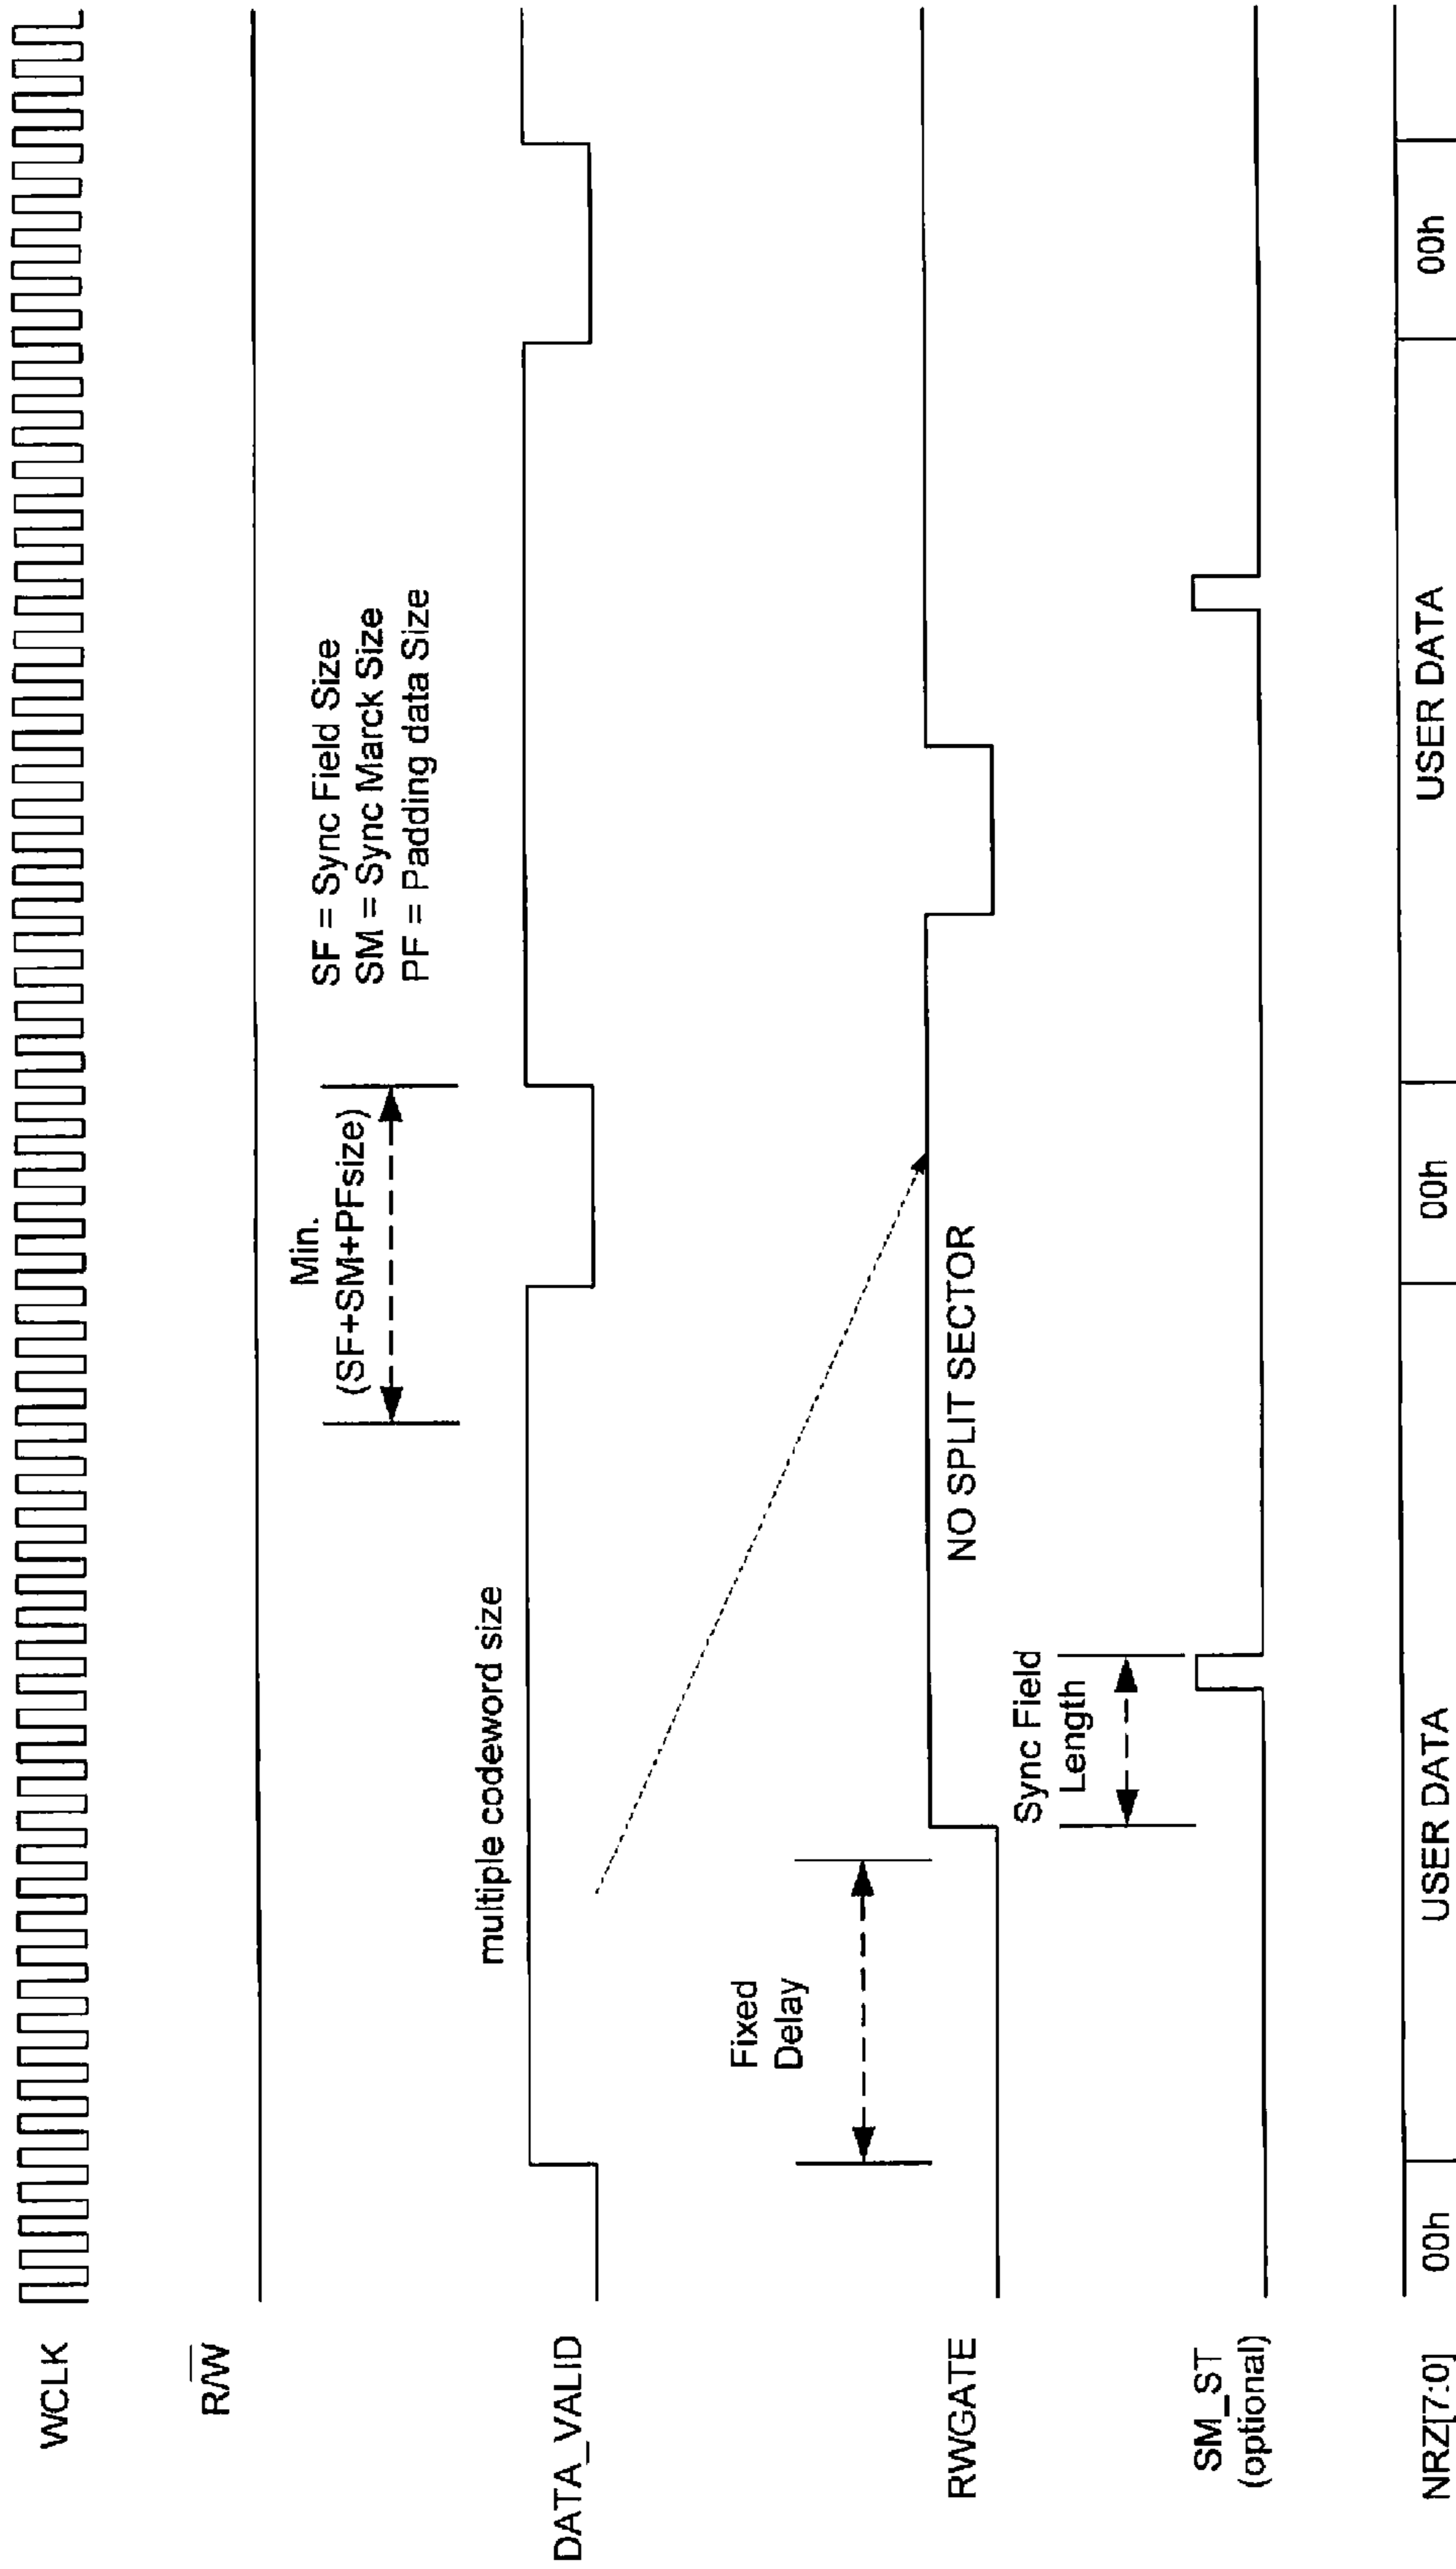 WCLK
R/W
Min.
(SF+SM+PFsize)
SF = Sync Field Size
SM = Sync Marck Size
PF = Padding data Size
multiple codeword size
DATA_VALID
Fixed
Delay
RWGATE
NO SPLIT SECTOR
Sync Field
Length
SM_ST
(optional)
NRZ[7:0]
00h
USER DATA
00h
USER DATA
00h